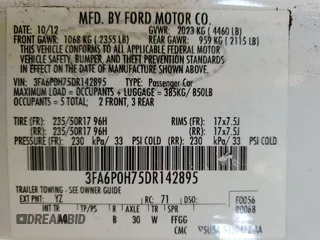 MFD. BY FORD MOTOR CO.
DATE: 10/12 GVWR: 2023 KG ( 4460 LB)
FRONT GAWR: 1068 KG ( 2355 LB) REAR GAWR: 959 KG ( 2115 LB)
THIS VEHICLE CONFORMS TO ALL APPLICABLE FEDERAL MOTOR
VEHICLE SAFETY, BUMPER, AND THEFT PREVENTION STANDARDS IN EFFECT ON THE
DATE OF MANUFACTURE SHOWN ABOVE.
VIN: 3FA6P0H75DR142895 TYPE: Passenger Car
MAXIMUM LOAD = OCCUPANTS + LUGGAGE = 385KG / 850LB
OCCUPANTS = 5 TOTAL: 2 FRONT, 3 REAR
TIRE (FR): 235/50R17 96H RIMS (FR): 17x7.5J
(RR): 235/50R17 96H (RR): 17x7.5J
PRESSURE (FR): 230 kPa/ 33 PSI COLD (RR): 230 kPa/ 33 PSI COLD
3FA6P0H75DR142895
TRAILER TOWING - SEE OWNER GUIDE
EXT PNT: YZ RC: 71 DSO: F0056
R0068
INT TR TP/PS R AXLE TR SPR
B 30 W FF
DREAMBID